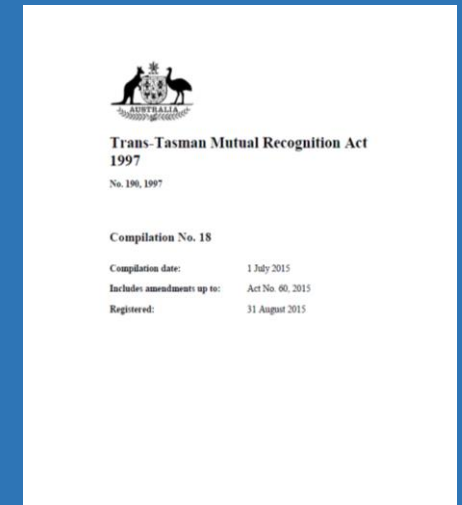 AUSTRALIA
Trans-Tasman Mutual Recognition Act
1997
No. 190, 1997
Compilation No. 18
Compilation date: 1 July 2015
Includes amendments up to: Act No. 60, 2015
Registered: 31 August 2015